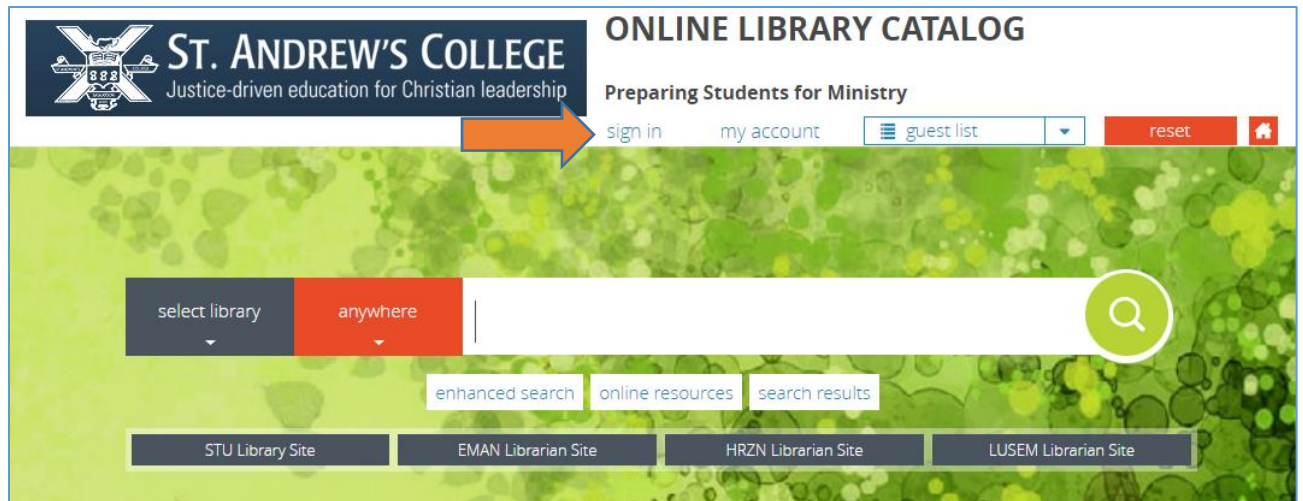 ONLINE LIBRARY CATALOG
ST. ANDREW'S COLLEGE
Justice-driven education for Christian leadership
Preparing Students for Ministry
sign in my account guest list reset
select library anywhere
enhanced search online resources search results
STU Library Site EMAN Librarian Site HRZN Librarian Site LUSEM Librarian Site